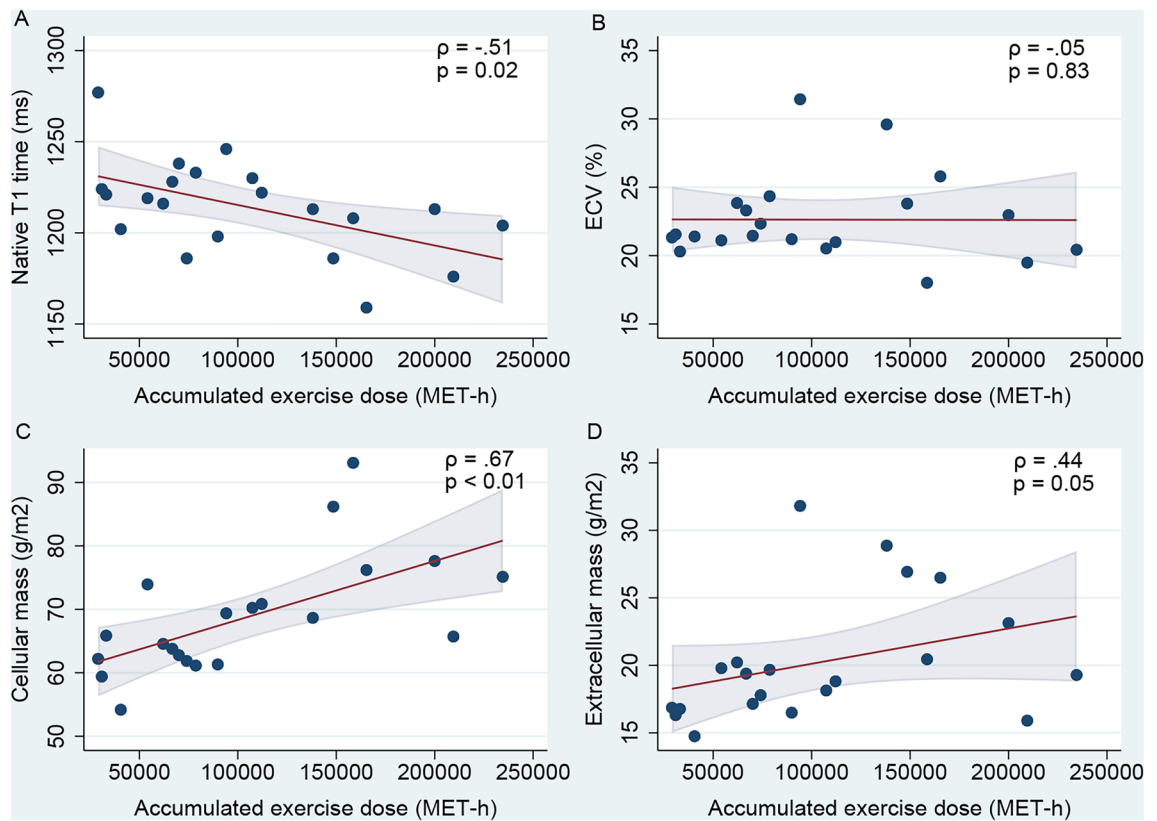 A
ρ = -.51
p = 0.02
1300
1250
1200
1150
Native T1 time (ms)
50000 100000 150000 200000 250000
Accumulated exercise dose (MET-h)
B
ρ = -.05
p = 0.83
35
30
25
20
15
ECV (%)
50000 100000 150000 200000 250000
Accumulated exercise dose (MET-h)
C
ρ = .67
p < 0.01
90
80
70
60
50
Cellular mass (g/m2)
50000 100000 150000 200000 250000
Accumulated exercise dose (MET-h)
D
ρ = .44
p = 0.05
35
30
25
20
15
Extracellular mass (g/m2)
50000 100000 150000 200000 250000
Accumulated exercise dose (MET-h)